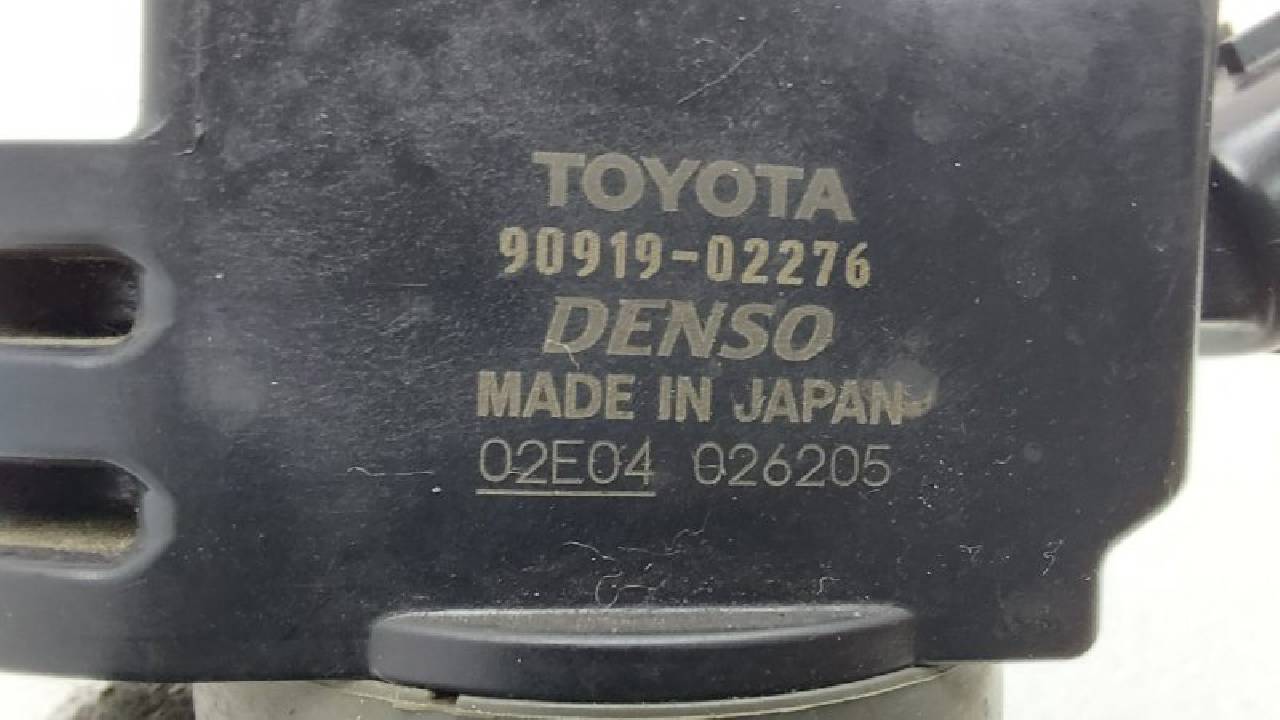 TOYOTA
90919-02276
DENSO
MADE IN JAPAN
02E04 026205